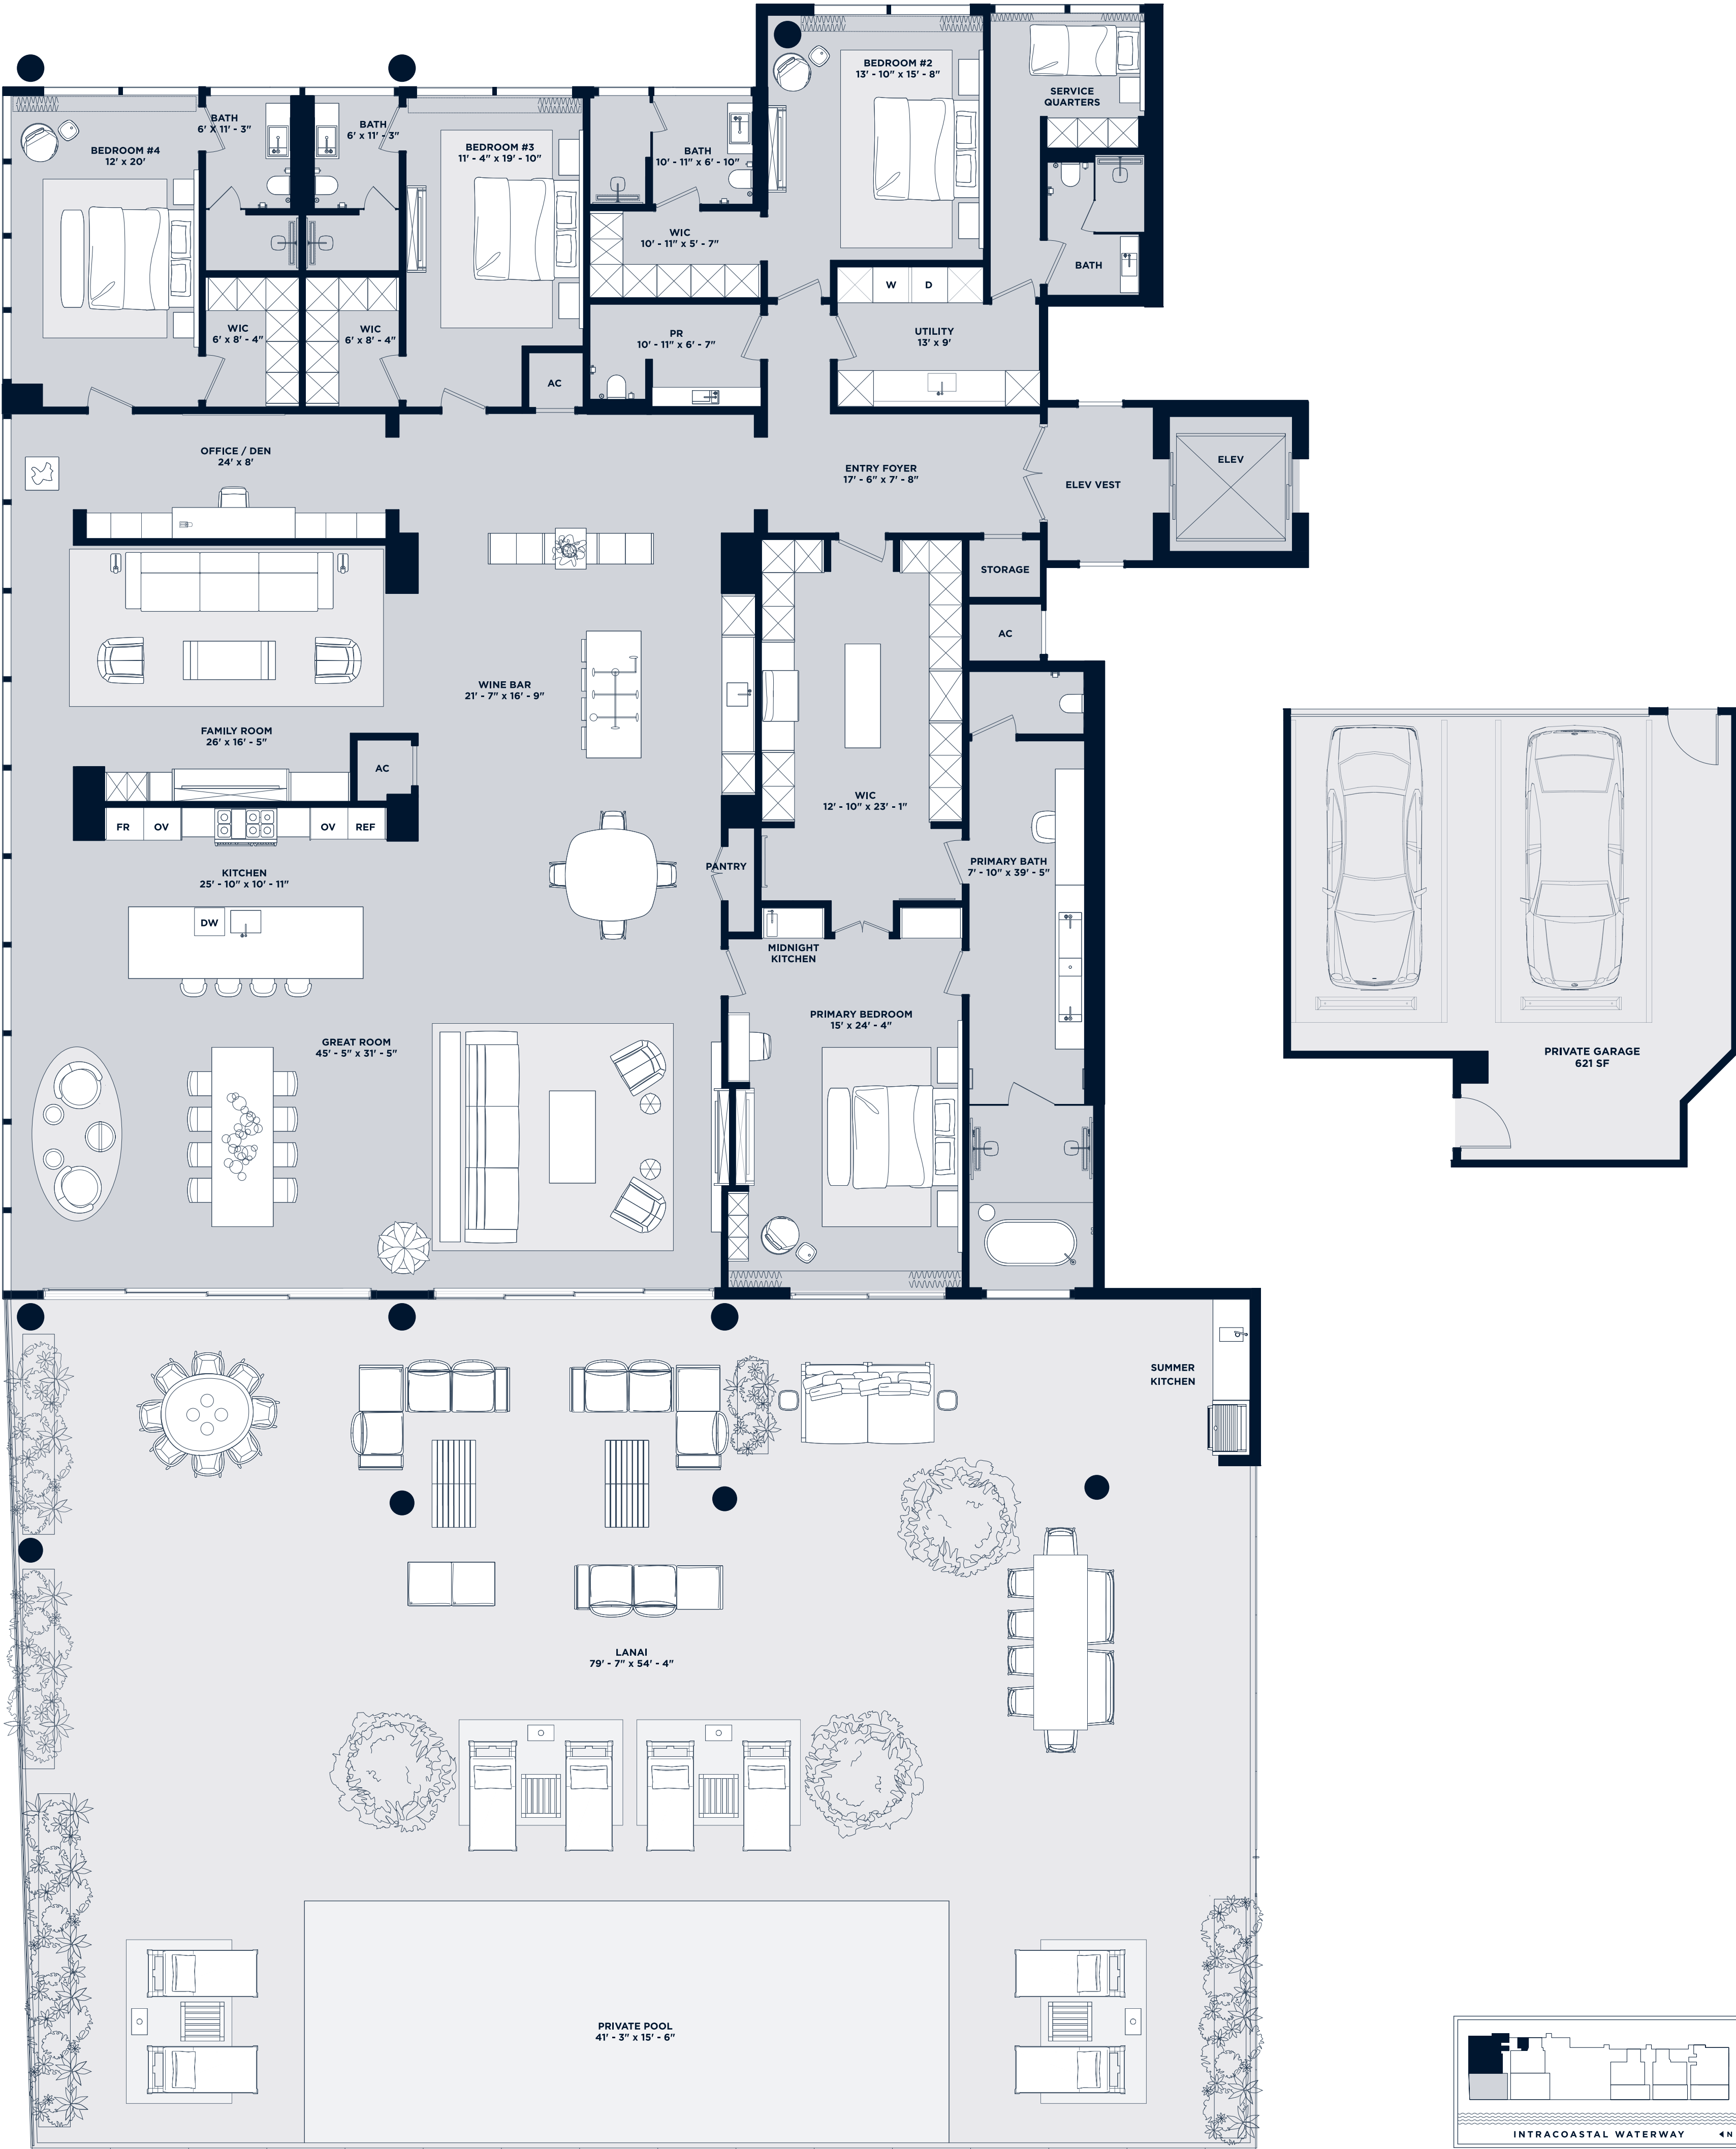 BEDROOM #2
13' - 10" x 15' - 8"
SERVICE
QUARTERS
BATH
6' X 11' - 3"
BATH
6' x 11' - 3"
BEDROOM #4
12' x 20'
BEDROOM #3
11' - 4" x 19' - 10"
BATH
10' - 11" x 6' - 10"
WIC
10' - 11" x 5' - 7"
BATH
W
D
WIC
6' x 8' - 4"
WIC
6' x 8' - 4"
PR
10' - 11" x 6' - 7"
UTILITY
13' x 9'
AC
OFFICE / DEN
24' x 8'
ENTRY FOYER
17' - 6" x 7' - 8"
ELEV VEST
ELEV
STORAGE
AC
WINE BAR
21' - 7" x 16' - 9"
FAMILY ROOM
26' x 16' - 5"
AC
WIC
12' - 10" x 23' - 1"
FR
OV
OV
REF
KITCHEN
25' - 10" x 10' - 11"
PANTRY
PRIMARY BATH
7' - 10" x 39' - 5"
DW
MIDNIGHT
KITCHEN
PRIMARY BEDROOM
15' x 24' - 4"
GREAT ROOM
45' - 5" x 31' - 5"
PRIVATE GARAGE
621 SF
SUMMER
KITCHEN
LANAI
79' - 7" x 54' - 4"
PRIVATE POOL
41' - 3" x 15' - 6"
INTRACOASTAL WATERWAY
N